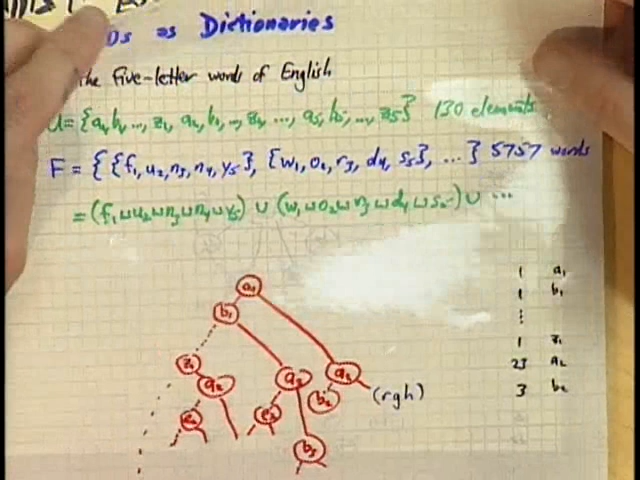 as Dictionaries
the five-letter words of English
U = {a₁, b₁, ..., z₁, a₂, b₂, ..., z₂, ..., a₅, b₅, ..., z₅} 130 elements
F = { {f₁, u₂, n₃, n₄, y₅}, {w₁, o₂, r₃, d₄, s₅}, ... } 5757 words
= (f₁⊔u₂⊔n₃⊔n₄⊔y₅) ∪ (w₁⊔o₂⊔r₃⊔d₄⊔s₅) ∪ ...
a₁
b₁
z₁ a₂ a₂ a₂
e₂ e₂ b₂ (rgh)
b₃
1 a₁
1 b₁
⋮
1 z₁
23 a₂
3 b₂